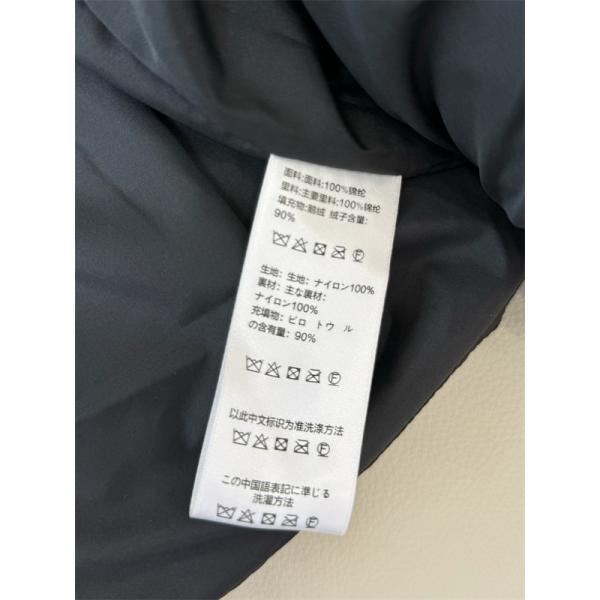 面料:面料:100%锦纶
里料:主要里料:100%锦纶
填充物:鹅绒 绒子含量:
90%
生地: 生地: ナイロン100%
裏材: 主な裏材:
ナイロン100%
充填物: ビロ トウ ル
の含有量: 90%
以此中文标识为准洗涤方法
この中国語表記に準じる
洗濯方法